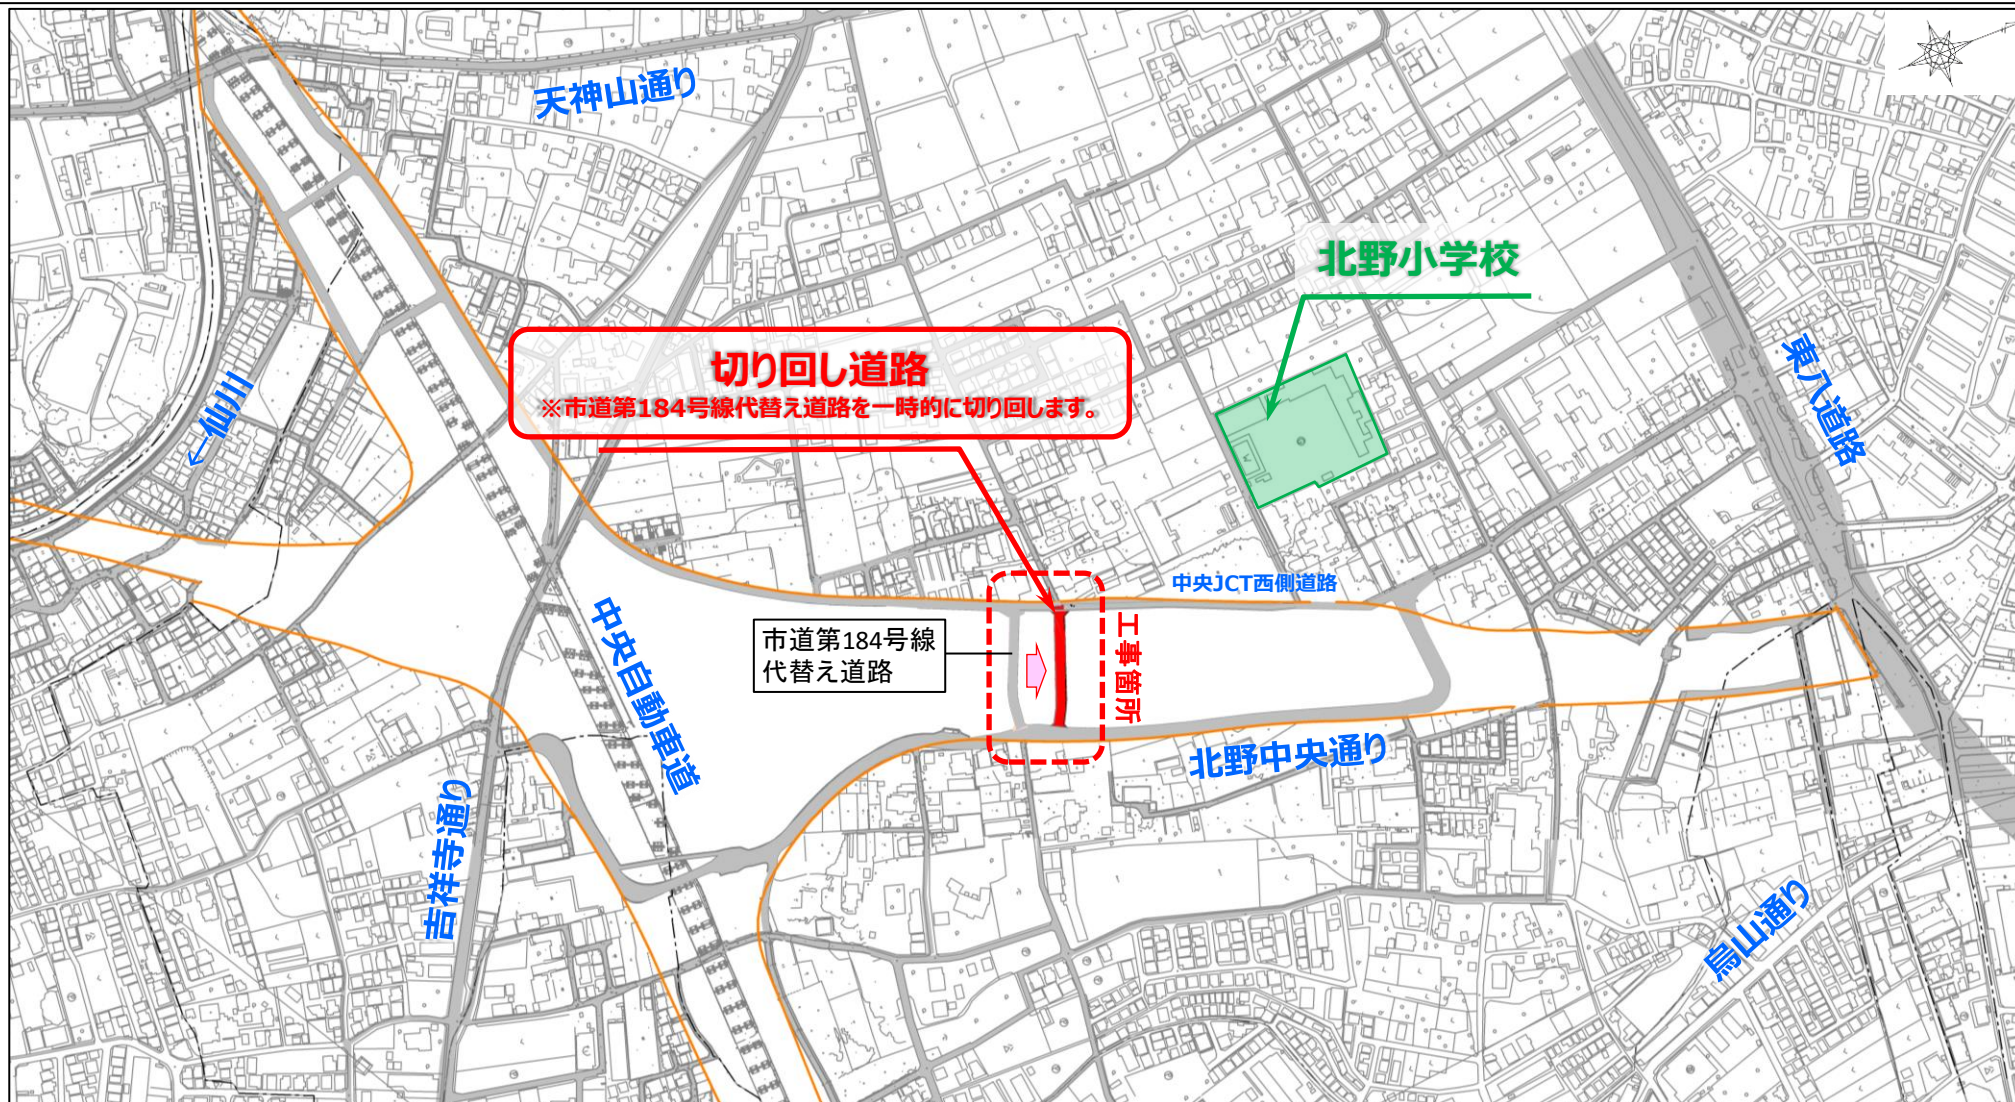 天神山通り
北野小学校
切り回し道路
※市道第184号線代替え道路を一時的に切り回します。
東八道路
←仙川
中央JCT西側道路
市道第184号線
代替え道路
工事箇所
中央自動車道
北野中央通り
吉祥寺通り
烏山通り